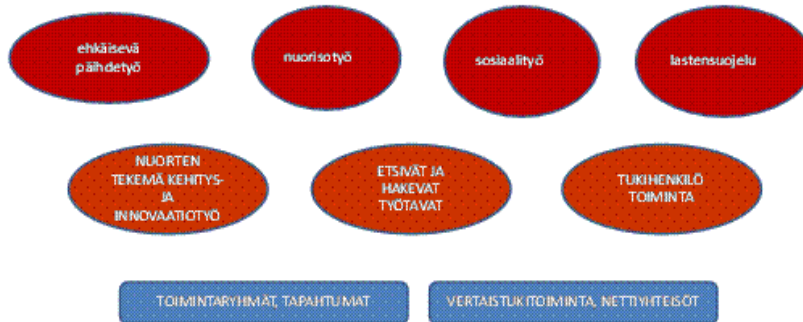 ehkäisevä
päihdetyö
nuorisotyö
sosiaalityö
lastensuojelu
NUORTEN
TEKEMÄ KEHITYS-
JA
INNOVAATIOTYÖ
ETSIVÄT JA
HAKEVAT
TYÖTAVAT
TUKIHENKILÖ
TOIMINTA
TOIMINTARYHMÄT, TAPAHTUMAT
VERTAISTUKITOIMINTA, NETTIYHTEISÖT